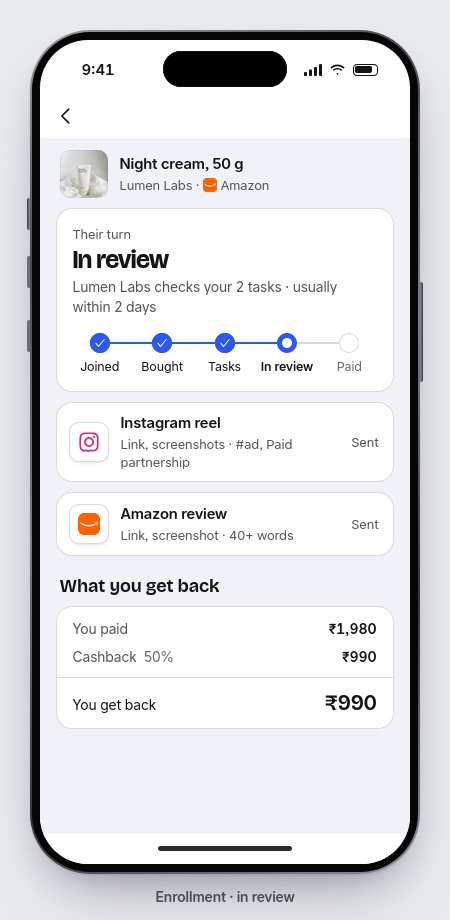 9:41
Night cream, 50 g
Lumen Labs · Amazon
Their turn
In review
Lumen Labs checks your 2 tasks · usually
within 2 days
Joined Bought Tasks In review Paid
Instagram reel
Link, screenshots · #ad, Paid
partnership
Sent
Amazon review
Link, screenshot · 40+ words
Sent
What you get back
You paid ₹1,980
Cashback 50% ₹990
You get back ₹990
Enrollment · in review